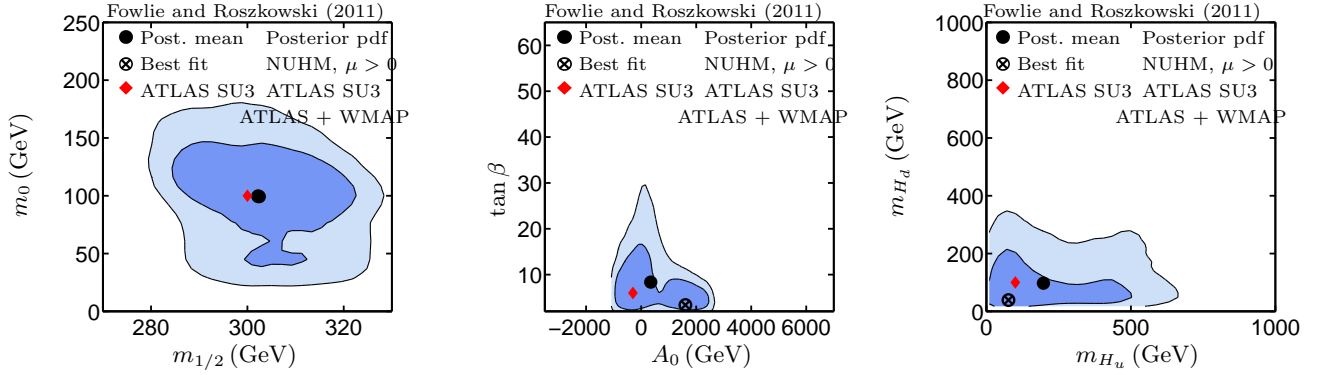 Fowlie and Roszkowski (2011)
Post. mean Posterior pdf
Best fit NUHM, μ > 0
ATLAS SU3 ATLAS SU3
ATLAS + WMAP
250
200
150
100
50
0
280 300 320
m₀ (GeV)
m₁/₂ (GeV)
Fowlie and Roszkowski (2011)
Post. mean Posterior pdf
Best fit NUHM, μ > 0
ATLAS SU3 ATLAS SU3
ATLAS + WMAP
60
50
40
30
20
10
−2000 0 2000 4000 6000
tan β
A₀ (GeV)
Fowlie and Roszkowski (2011)
Post. mean Posterior pdf
Best fit NUHM, μ > 0
ATLAS SU3 ATLAS SU3
ATLAS + WMAP
1000
800
600
400
200
0
0 500 1000
m_{H_d} (GeV)
m_{H_u} (GeV)